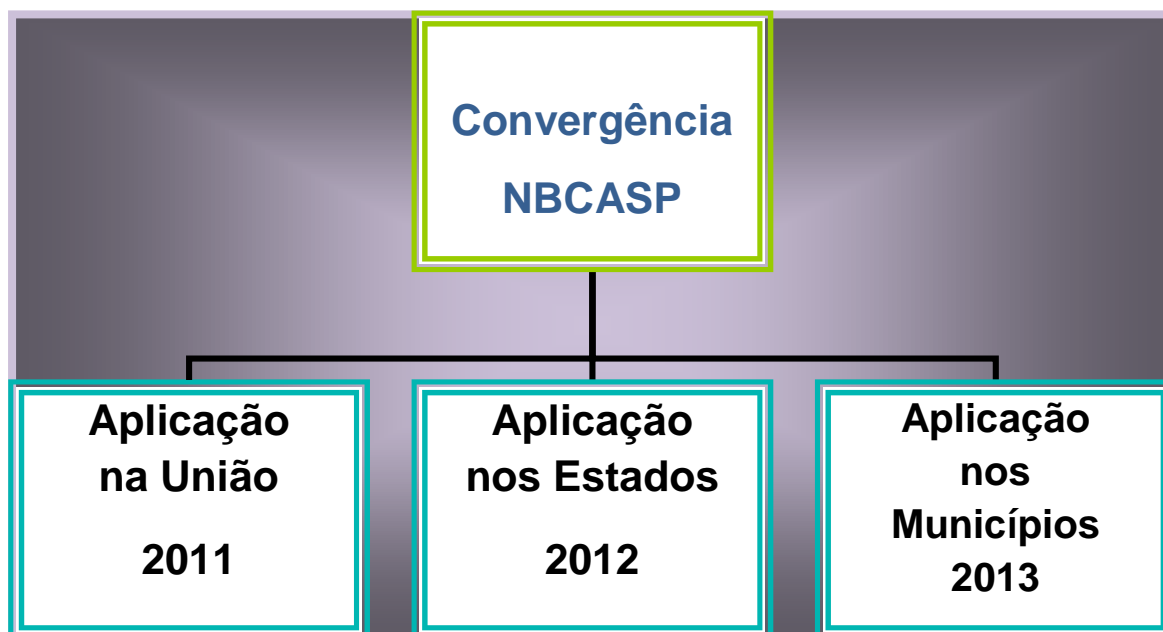 Convergência
NBCASP
Aplicação
na União
2011
Aplicação
nos Estados
2012
Aplicação
nos
Municípios
2013